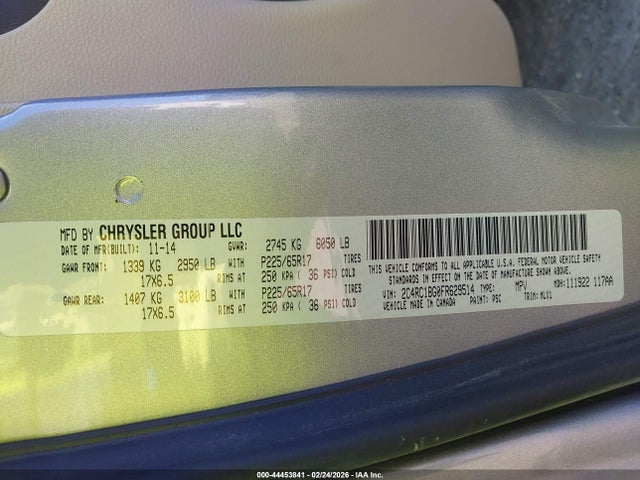 MFD BY CHRYSLER GROUP LLC
DATE OF MFR(BUILT): 11-14 GVWR: 2745 KG 6050 LB
GAWR FRONT: 1339 KG 2950 LB WITH P225/65R17 TIRES
17X6.5 RIMS AT 250 KPA ( 36 PSI) COLD
GAWR REAR: 1407 KG 3100 LB WITH P225/65R17 TIRES
17X6.5 RIMS AT 250 KPA ( 36 PSI) COLD
THIS VEHICLE CONFORMS TO ALL APPLICABLE U.S.A. FEDERAL MOTOR VEHICLE SAFETY
STANDARDS IN EFFECT ON THE DATE OF MANUFACTURE SHOWN ABOVE.
VIN: 2C4RC1BG0FR629514 TYPE: MPV MDH:111922 117AA
VEHICLE MADE IN CANADA PAINT: PSC TRIM: MLX1
000-44453841 - 02/24/2026 - IAA Inc.